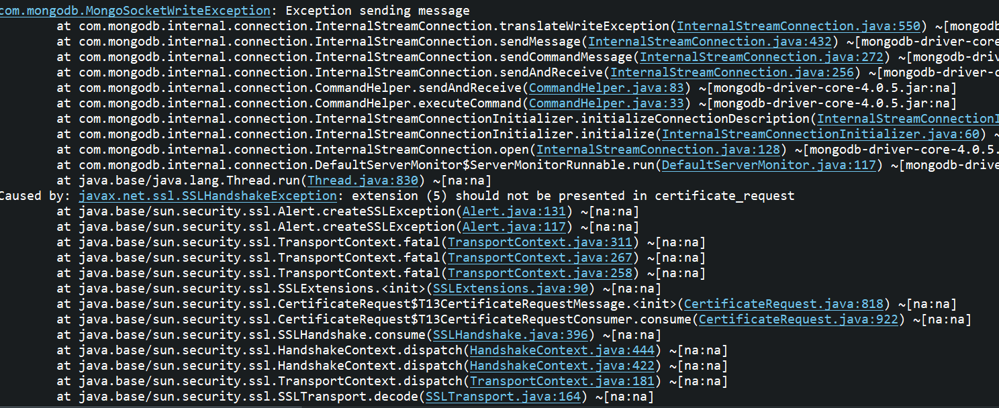 com.mongodb.MongoSocketWriteException: Exception sending message
at com.mongodb.internal.connection.InternalStreamConnection.translateWriteException(InternalStreamConnection.java:550) ~[mongodb
at com.mongodb.internal.connection.InternalStreamConnection.sendMessage(InternalStreamConnection.java:432) ~[mongodb-driver-core
at com.mongodb.internal.connection.InternalStreamConnection.sendCommandMessage(InternalStreamConnection.java:272) ~[mongodb-driv
at com.mongodb.internal.connection.InternalStreamConnection.sendAndReceive(InternalStreamConnection.java:256) ~[mongodb-driver-c
at com.mongodb.internal.connection.CommandHelper.sendAndReceive(CommandHelper.java:83) ~[mongodb-driver-core-4.0.5.jar:na]
at com.mongodb.internal.connection.CommandHelper.executeCommand(CommandHelper.java:33) ~[mongodb-driver-core-4.0.5.jar:na]
at com.mongodb.internal.connection.InternalStreamConnectionInitializer.initializeConnectionDescription(InternalStreamConnectionI
at com.mongodb.internal.connection.InternalStreamConnectionInitializer.initialize(InternalStreamConnectionInitializer.java:60) ~
at com.mongodb.internal.connection.InternalStreamConnection.open(InternalStreamConnection.java:128) ~[mongodb-driver-core-4.0.5.
at com.mongodb.internal.connection.DefaultServerMonitor$ServerMonitorRunnable.run(DefaultServerMonitor.java:117) ~[mongodb-drive
at java.base/java.lang.Thread.run(Thread.java:830) ~[na:na]
Caused by: javax.net.ssl.SSLHandshakeException: extension (5) should not be presented in certificate_request
at java.base/sun.security.ssl.Alert.createSSLException(Alert.java:131) ~[na:na]
at java.base/sun.security.ssl.Alert.createSSLException(Alert.java:117) ~[na:na]
at java.base/sun.security.ssl.TransportContext.fatal(TransportContext.java:311) ~[na:na]
at java.base/sun.security.ssl.TransportContext.fatal(TransportContext.java:267) ~[na:na]
at java.base/sun.security.ssl.TransportContext.fatal(TransportContext.java:258) ~[na:na]
at java.base/sun.security.ssl.SSLExtensions.<init>(SSLExtensions.java:90) ~[na:na]
at java.base/sun.security.ssl.CertificateRequest$T13CertificateRequestMessage.<init>(CertificateRequest.java:818) ~[na:na]
at java.base/sun.security.ssl.CertificateRequest$T13CertificateRequestConsumer.consume(CertificateRequest.java:922) ~[na:na]
at java.base/sun.security.ssl.SSLHandshake.consume(SSLHandshake.java:396) ~[na:na]
at java.base/sun.security.ssl.HandshakeContext.dispatch(HandshakeContext.java:444) ~[na:na]
at java.base/sun.security.ssl.HandshakeContext.dispatch(HandshakeContext.java:422) ~[na:na]
at java.base/sun.security.ssl.TransportContext.dispatch(TransportContext.java:181) ~[na:na]
at java.base/sun.security.ssl.SSLTransport.decode(SSLTransport.java:164) ~[na:na]